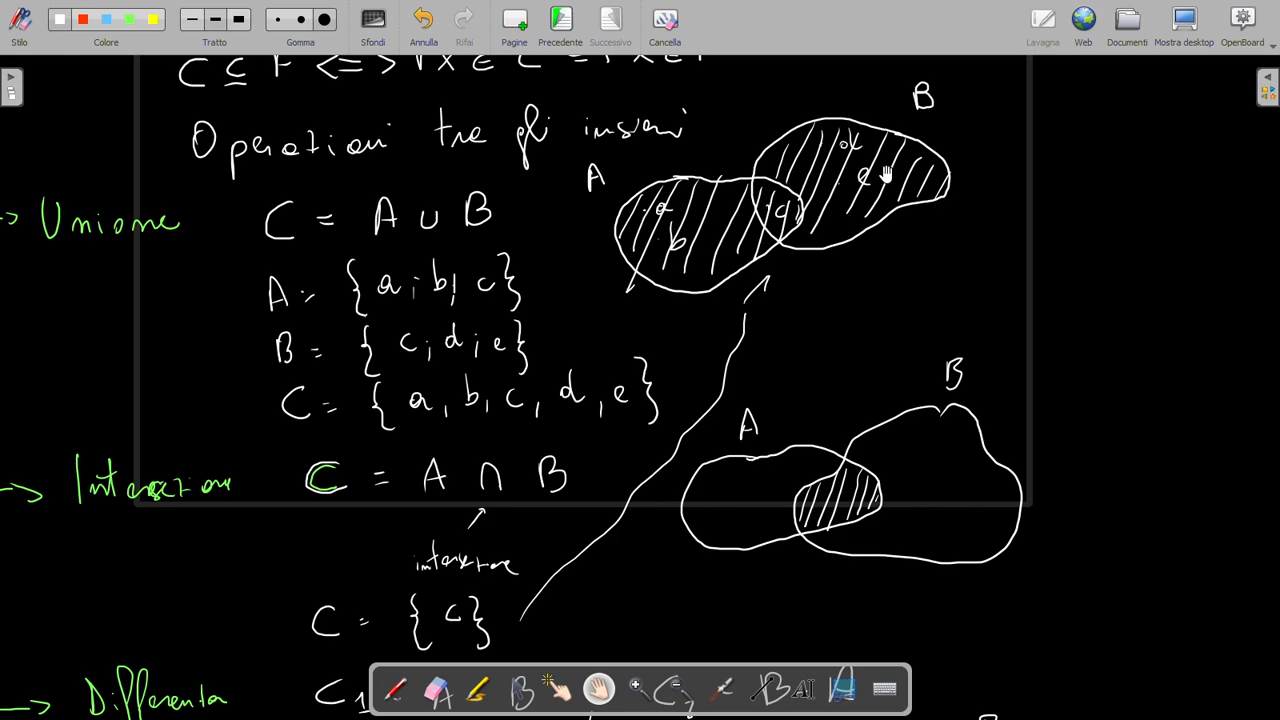 Stilo Colore Tratto Gomma Sfondi Annulla Rifai Pagine Precedente Successivo Cancella Lavagna Web Documenti Mostra desktop OpenBoard
C ⊆ F <=> ∀x ∈ C => x ∈ F
Operazioni tra gli insiemi
B
A
d
e
a
c
b
-> Unione C = A ∪ B
A = {a; b; c}
B = {c; d; e}
C = {a, b, c, d, e}
B
A
-> Intersezione C = A ∩ B
intersezione
C = {c}
-> Differenza C1